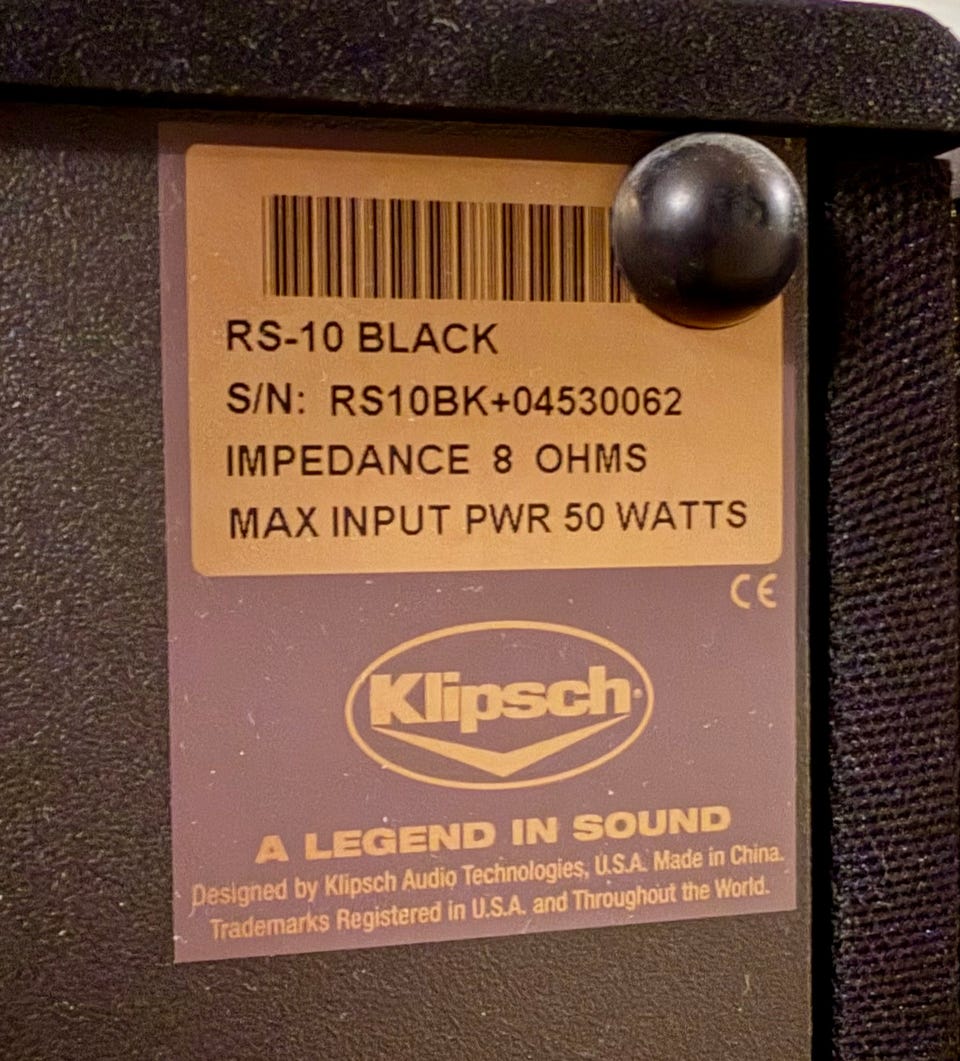 RS-10 BLACK
S/N: RS10BK+04530062
IMPEDANCE 8 OHMS
MAX INPUT PWR 50 WATTS
CE
Klipsch
A LEGEND IN SOUND
Designed by Klipsch Audio Technologies, U.S.A. Made in China.
Trademarks Registered in U.S.A. and Throughout the World.